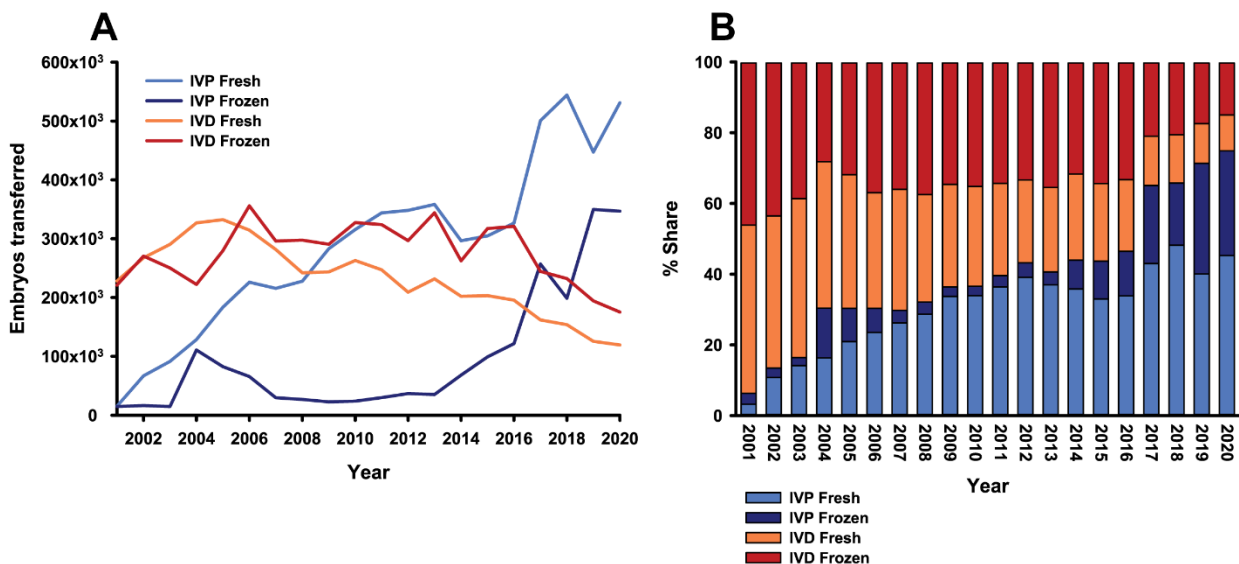 A
600x10³
500x10³
400x10³
300x10³
200x10³
100x10³
0
Embryos transferred
IVP Fresh
IVP Frozen
IVD Fresh
IVD Frozen
2002 2004 2006 2008 2010 2012 2014 2016 2018 2020
Year
B
100
80
60
40
20
0
% Share
2001 2002 2003 2004 2005 2006 2007 2008 2009 2010 2011 2012 2013 2014 2015 2016 2017 2018 2019 2020
Year
IVP Fresh
IVP Frozen
IVD Fresh
IVD Frozen